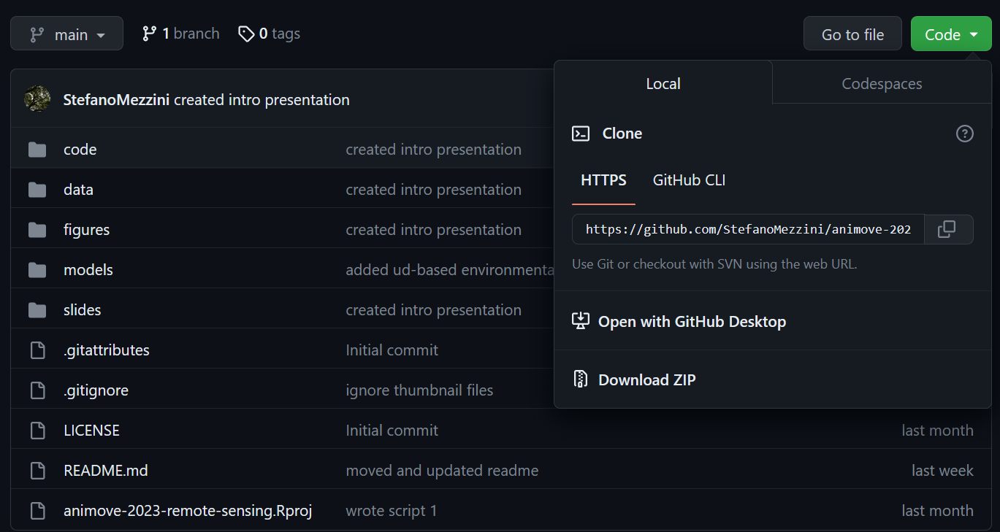 main 1 branch 0 tags Go to file Code
StefanoMezzini created intro presentation
Local Codespaces
Clone
HTTPS GitHub CLI
https://github.com/StefanoMezzini/animove-202
Use Git or checkout with SVN using the web URL.
Open with GitHub Desktop
Download ZIP
code created intro presentation
data created intro presentation
figures created intro presentation
models added ud-based environmenta
slides created intro presentation
.gitattributes Initial commit
.gitignore ignore thumbnail files
LICENSE Initial commit last month
README.md moved and updated readme last week
animove-2023-remote-sensing.Rproj wrote script 1 last month